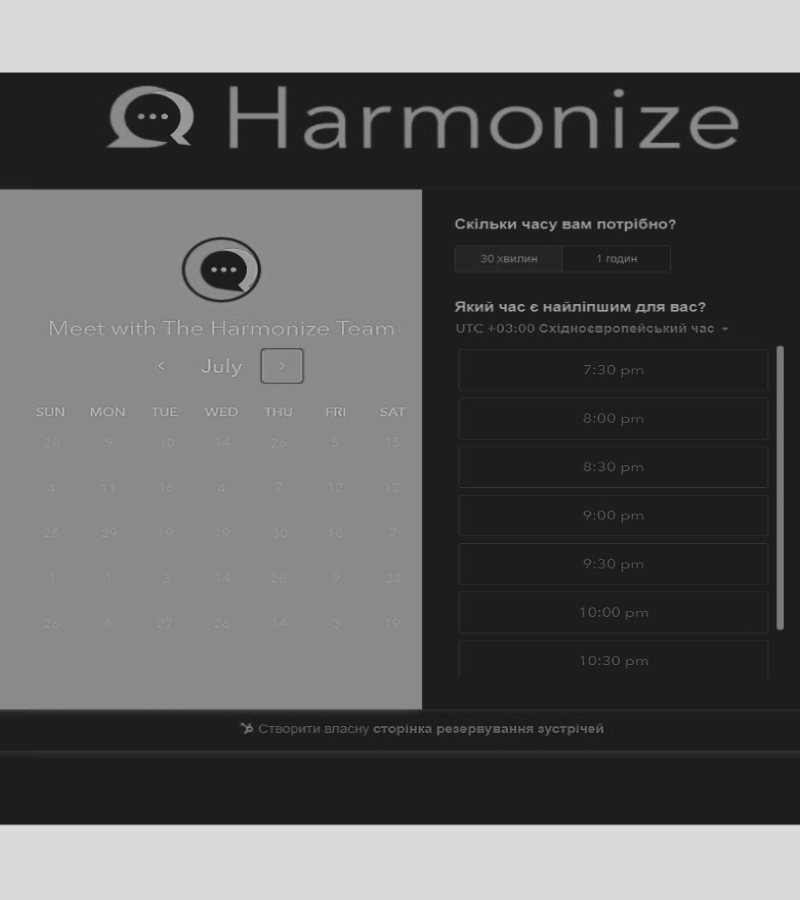 Harmonize
Meet with The Harmonize Team
July
SUN MON TUE WED THU FRI SAT
28 9 10 14 26 5 15
4 11 16 4 7 12 12
25 29 19 19 30 18 2
1 1 3 14 28 9 24
26 6 27 26 14 3 19
Скільки часу вам потрібно?
30 хвилин 1 годин
Який час є найліпшим для вас?
UTC +03:00 Східноєвропейський час
7:30 pm
8:00 pm
8:30 pm
9:00 pm
9:30 pm
10:00 pm
10:30 pm
Створити власну сторінка резервування зустрічей